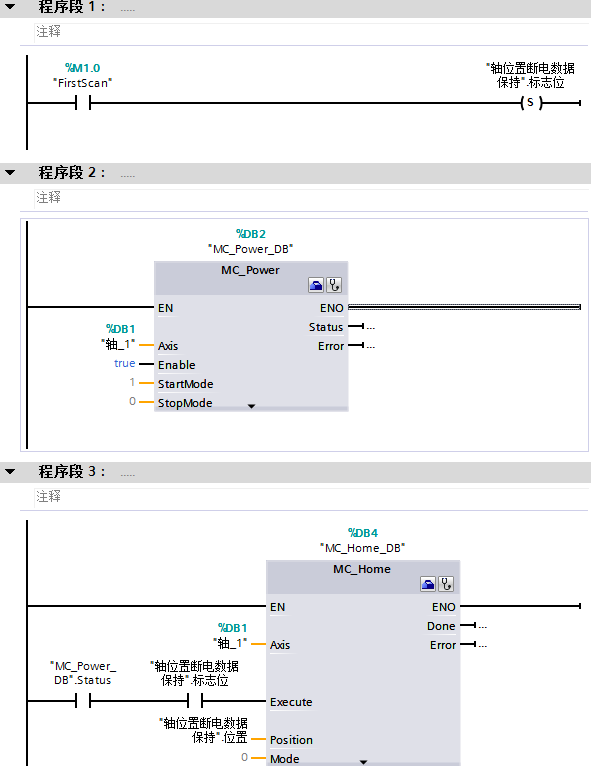 程序段 1： .....
注释
%M1.0
"FirstScan"
"轴位置断电数据
保持".标志位
S
程序段 2： .....
注释
%DB2
"MC_Power_DB"
MC_Power
EN
ENO
Status
...
%DB1
"轴_1"
Axis
Error
...
true
Enable
1
StartMode
0
StopMode
程序段 3： .....
注释
%DB4
"MC_Home_DB"
MC_Home
EN
ENO
Done
...
%DB1
"轴_1"
Axis
Error
...
"MC_Power_
DB".Status
"轴位置断电数据
保持".标志位
Execute
"轴位置断电数据
保持".位置
Position
0
Mode